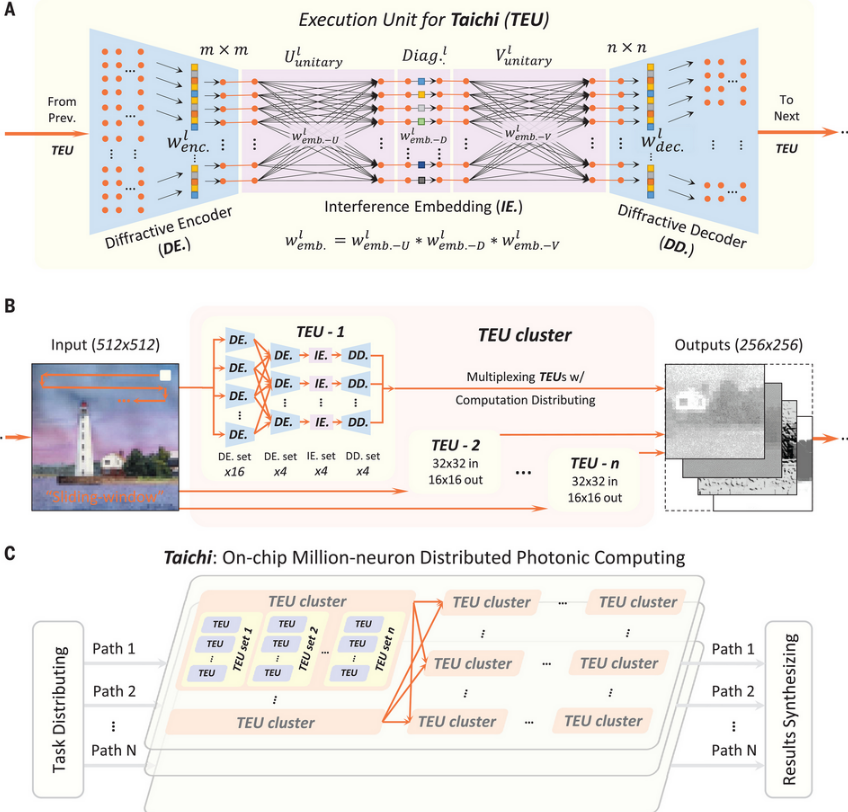 A
Execution Unit for Taichi (TEU)
m × m
U^l_unitary
Diag.^l
V^l_unitary
n × n
From
Prev.
TEU
w^l_enc.
w^l_emb.−U
w^l_emb.−D
w^l_emb.−V
w^l_dec.
To
Next
TEU
Diffractive Encoder
(DE.)
Interference Embedding (IE.)
Diffractive Decoder
(DD.)
w^l_emb. = w^l_emb.−U * w^l_emb.−D * w^l_emb.−V
B
Input (512x512)
"Sliding-window"
TEU - 1
DE.
DE.
DE.
DE.
DE. IE. DD.
DE. IE. DD.
DE. IE. DD.
DE. set DE. set IE. set DD. set
x16 x4 x4 x4
TEU cluster
Multiplexing TEUs w/
Computation Distributing
TEU - 2
32x32 in
16x16 out
...
TEU - n
32x32 in
16x16 out
Outputs (256x256)
C
Taichi: On-chip Million-neuron Distributed Photonic Computing
Task Distributing
Path 1
Path 2
Path N
TEU cluster
TEU
TEU
TEU
TEU set 1
TEU
TEU
TEU
TEU set 2
...
TEU
TEU
TEU
TEU set n
TEU cluster
TEU cluster ... TEU cluster
TEU cluster ... TEU cluster
TEU cluster ... TEU cluster
Path 1
Path 2
Path N
Results Synthesizing